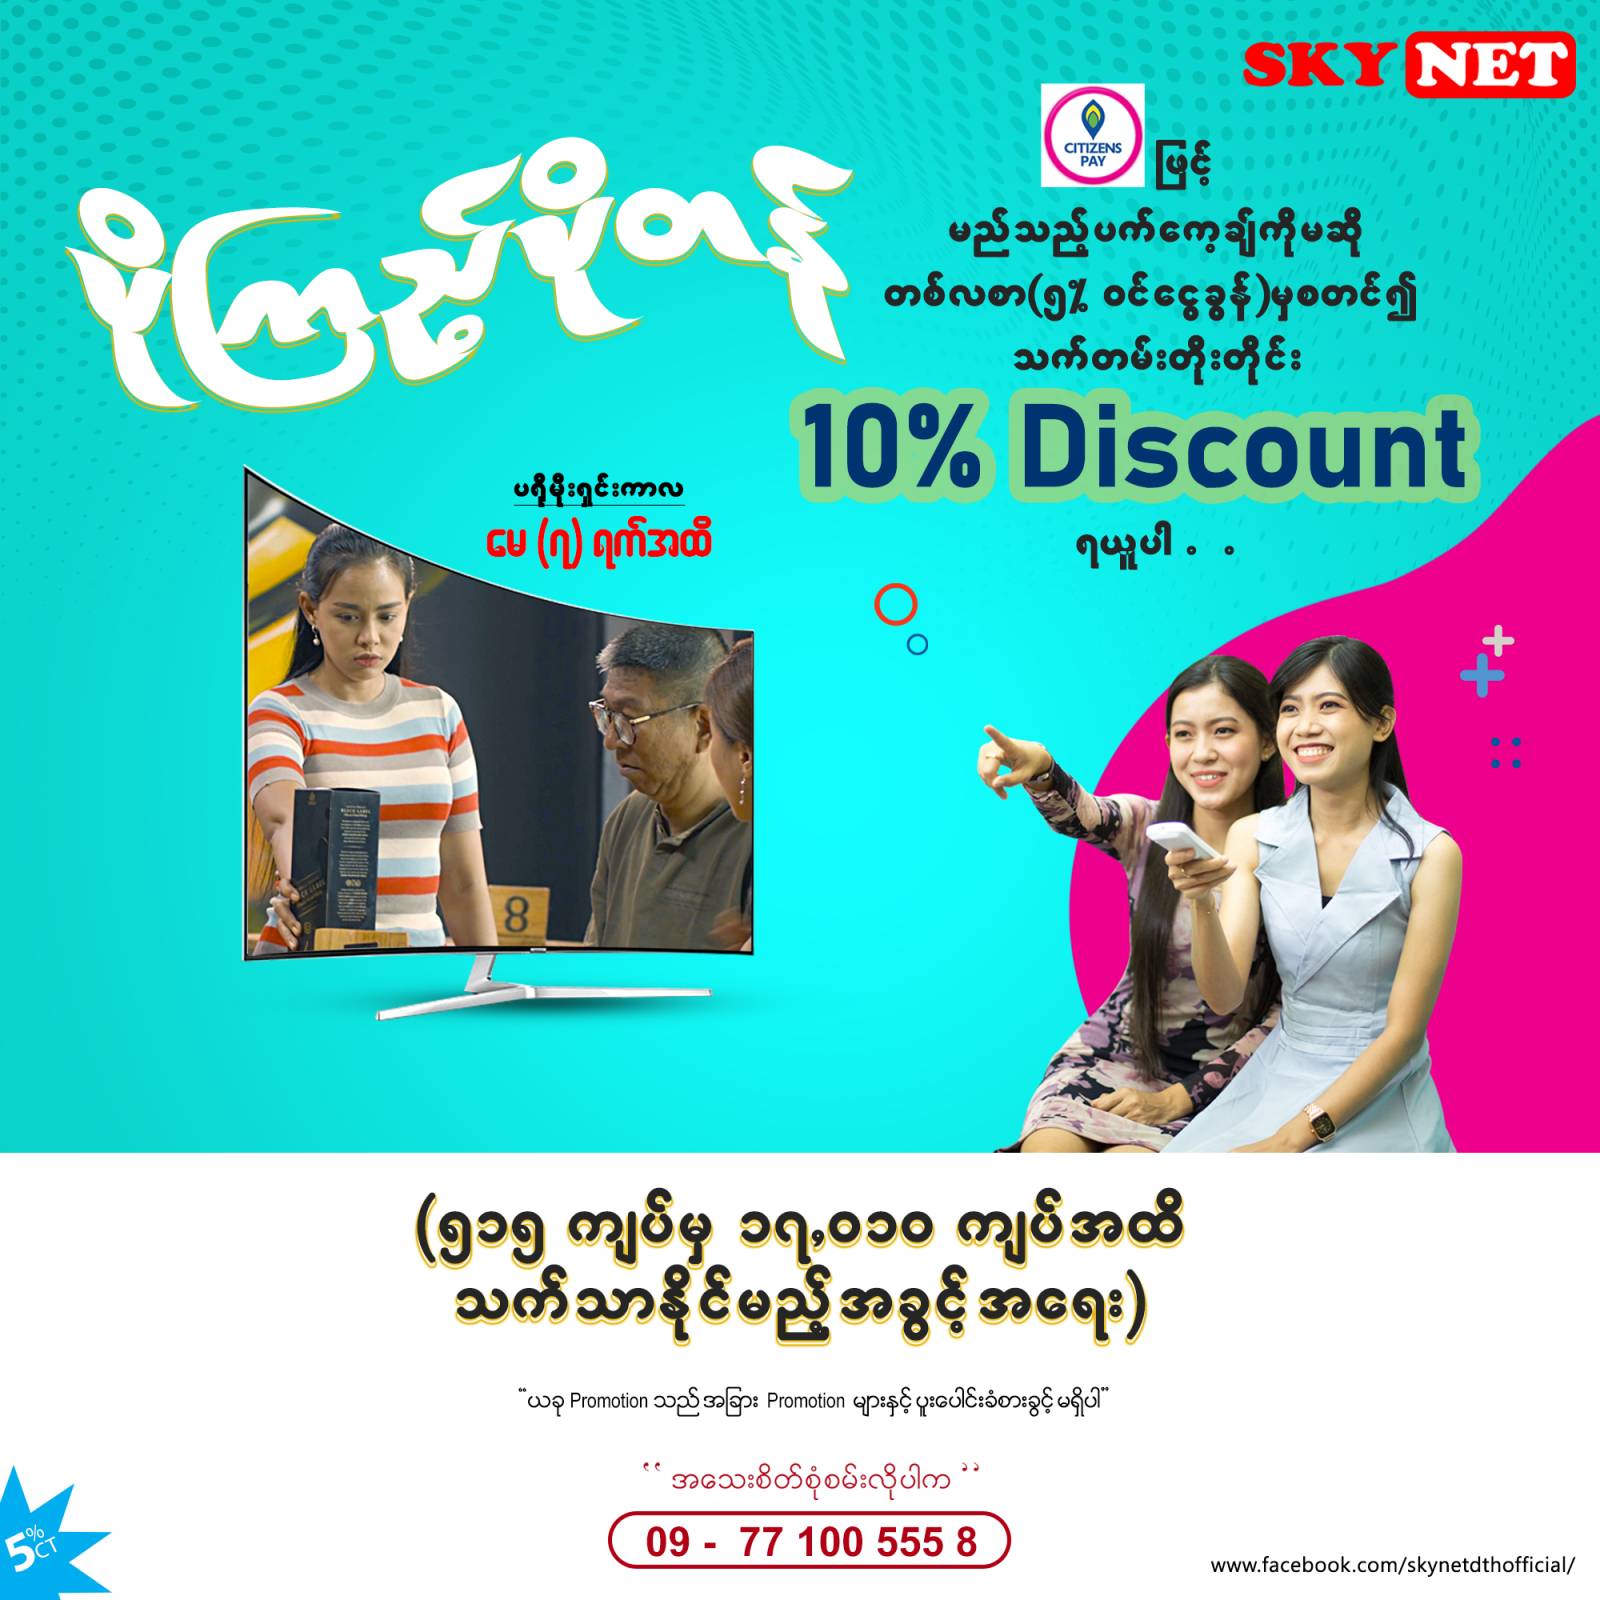 SKY NET
CITIZENS
PAY
ဖြင့်
မည်သည့်ပက်ကေ့ချ်ကိုမဆို
တစ်လစာ(၅% ဝင်ငွေခွန်)မှစတင်၍
သက်တမ်းတိုးတိုင်း
10% Discount
ရယူပါ . .
ပိုကြည့်ပိုတန်
ပရိုမိုးရှင်းကာလ
မေ (၇) ရက်အထိ
BLACK LABEL
8
(၅၁၅ ကျပ်မှ ၁၇,၀၁၀ ကျပ်အထိ
သက်သာနိုင်မည့်အခွင့်အရေး)
“ယခု Promotion သည် အခြား Promotion များနှင့် ပူးပေါင်းခံစားခွင့် မရှိပါ”
“ အသေးစိတ်စုံစမ်းလိုပါက ”
09 - 77 100 555 8
5% CT
www.facebook.com/skynetdthofficial/